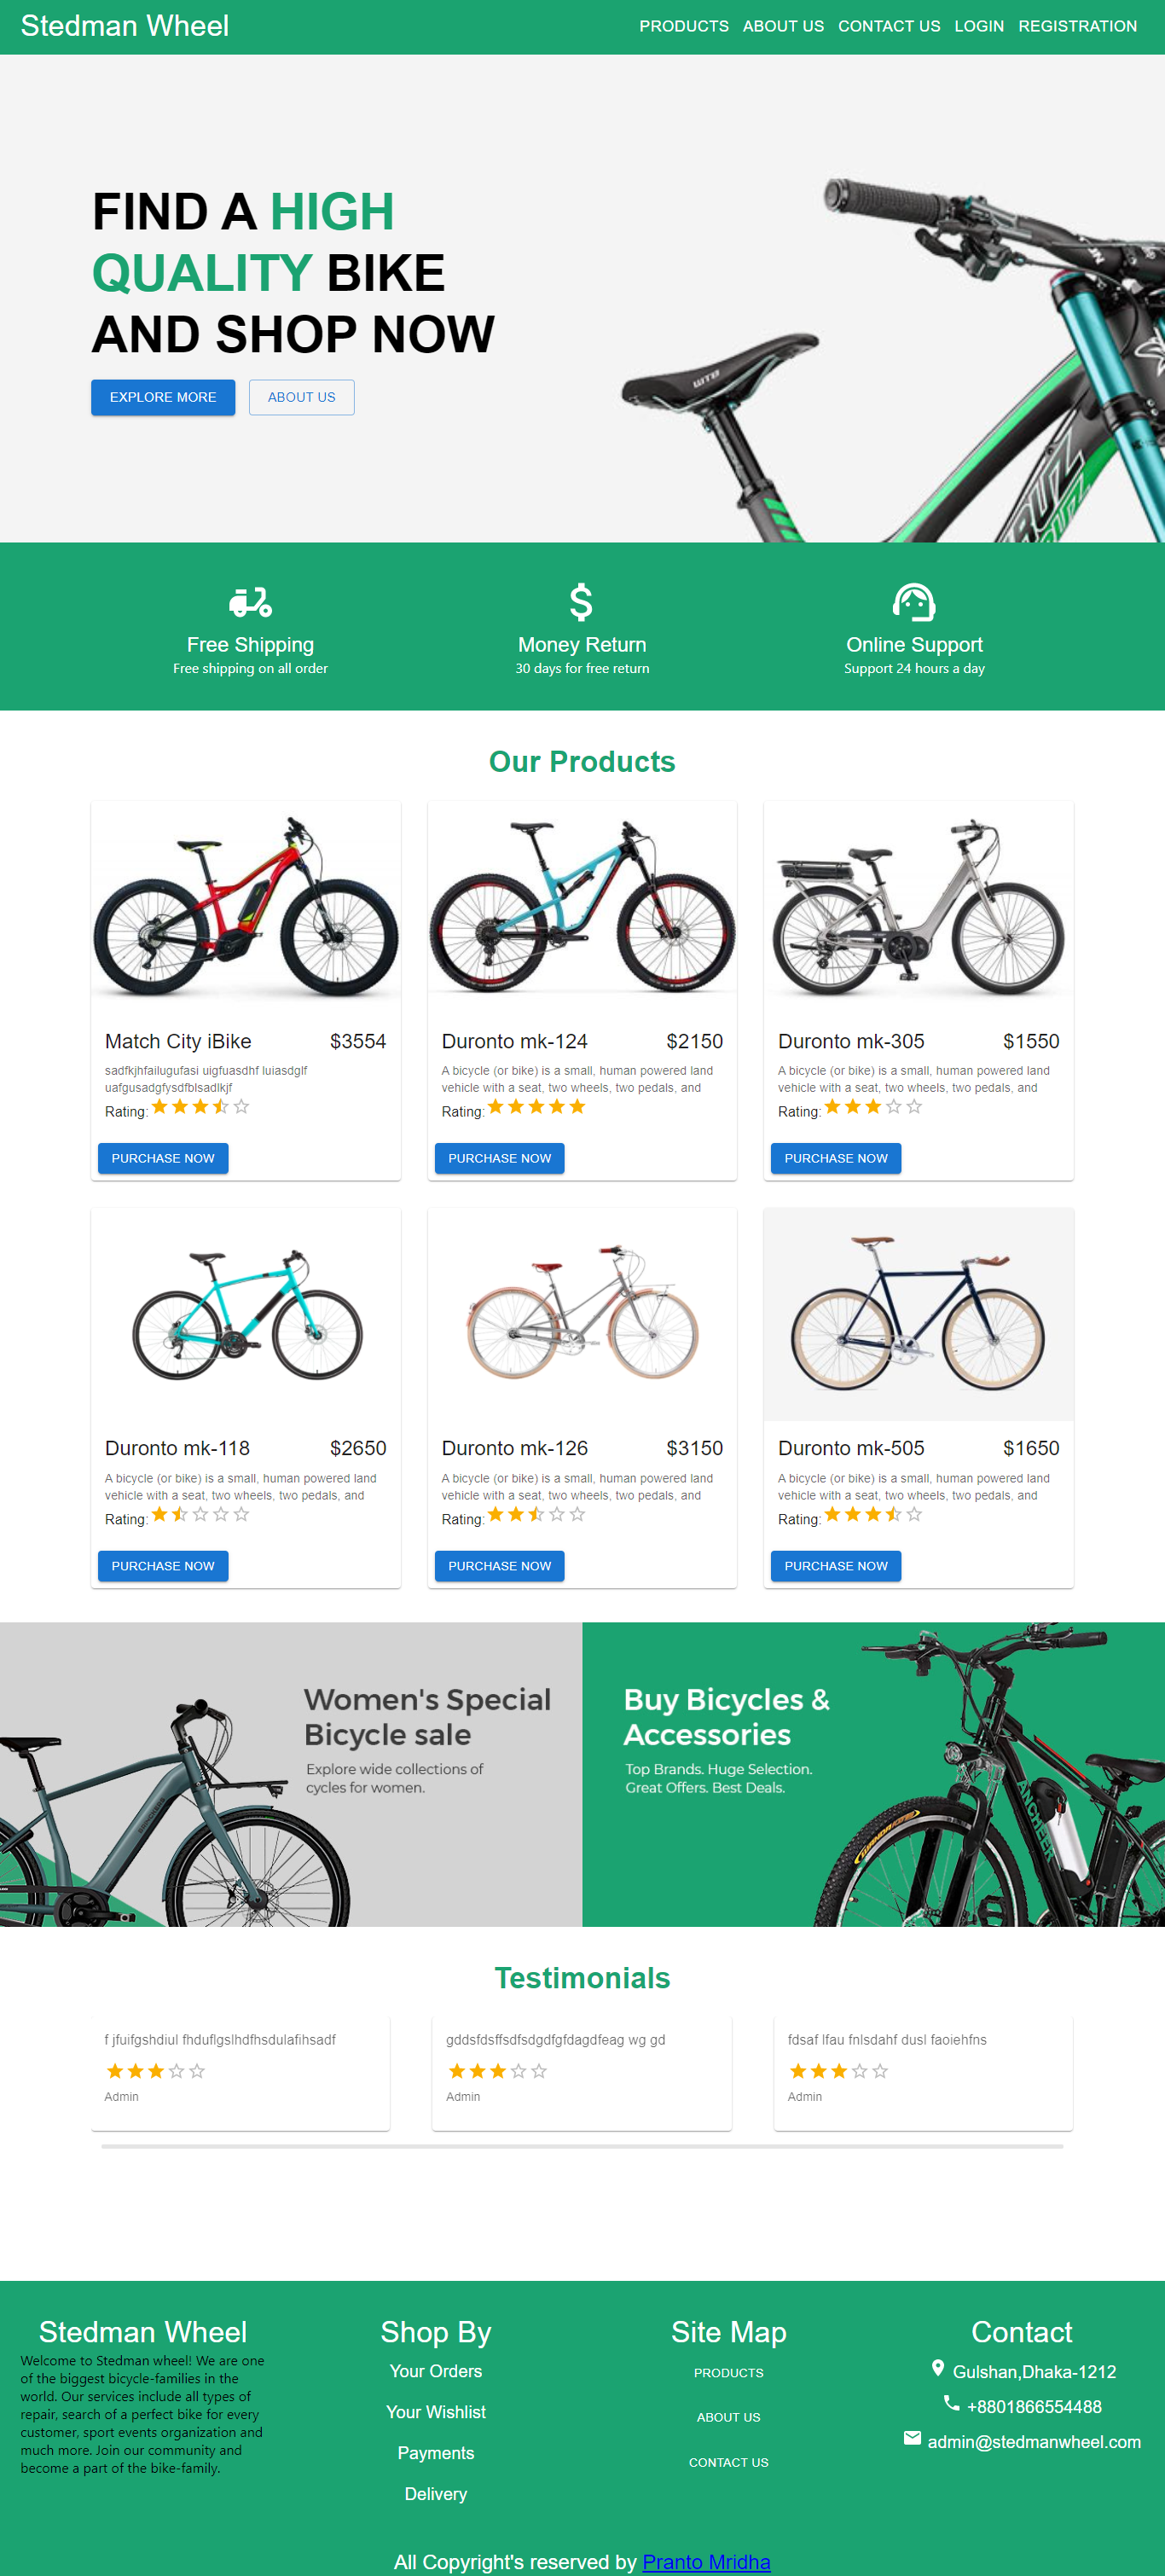 Stedman Wheel
PRODUCTS ABOUT US CONTACT US LOGIN REGISTRATION
FIND A HIGH
QUALITY BIKE
AND SHOP NOW
EXPLORE MORE
ABOUT US
WTB
Free Shipping
Free shipping on all order
Money Return
30 days for free return
Online Support
Support 24 hours a day
Our Products
Match City iBike $3554
sadfkjhfailugufasi uigfuasdhf luiasdglf
uafgusadgfysdfblsadlkjf
Rating:
PURCHASE NOW
Duronto mk-124 $2150
A bicycle (or bike) is a small, human powered land
vehicle with a seat, two wheels, two pedals, and
Rating:
PURCHASE NOW
Duronto mk-305 $1550
A bicycle (or bike) is a small, human powered land
vehicle with a seat, two wheels, two pedals, and
Rating:
PURCHASE NOW
Duronto mk-118 $2650
A bicycle (or bike) is a small, human powered land
vehicle with a seat, two wheels, two pedals, and
Rating:
PURCHASE NOW
Duronto mk-126 $3150
A bicycle (or bike) is a small, human powered land
vehicle with a seat, two wheels, two pedals, and
Rating:
PURCHASE NOW
Duronto mk-505 $1650
A bicycle (or bike) is a small, human powered land
vehicle with a seat, two wheels, two pedals, and
Rating:
PURCHASE NOW
Women's Special
Bicycle sale
Explore wide collections of
cycles for women.
Buy Bicycles &
Accessories
Top Brands. Huge Selection.
Great Offers. Best Deals.
ANCHEER
Testimonials
f jfuifgshdiul fhduflgslhdfhsdulafihsadf
Admin
gddsfdsffsdfsdgdfgfdagdfeag wg gd
Admin
fdsaf lfau fnlsdahf dusl faoiehfns
Admin
Stedman Wheel
Welcome to Stedman wheel! We are one
of the biggest bicycle-families in the
world. Our services include all types of
repair, search of a perfect bike for every
customer, sport events organization and
much more. Join our community and
become a part of the bike-family.
Shop By
Your Orders
Your Wishlist
Payments
Delivery
Site Map
PRODUCTS
ABOUT US
CONTACT US
Contact
Gulshan,Dhaka-1212
+8801866554488
admin@stedmanwheel.com
All Copyright's reserved by Pranto Mridha